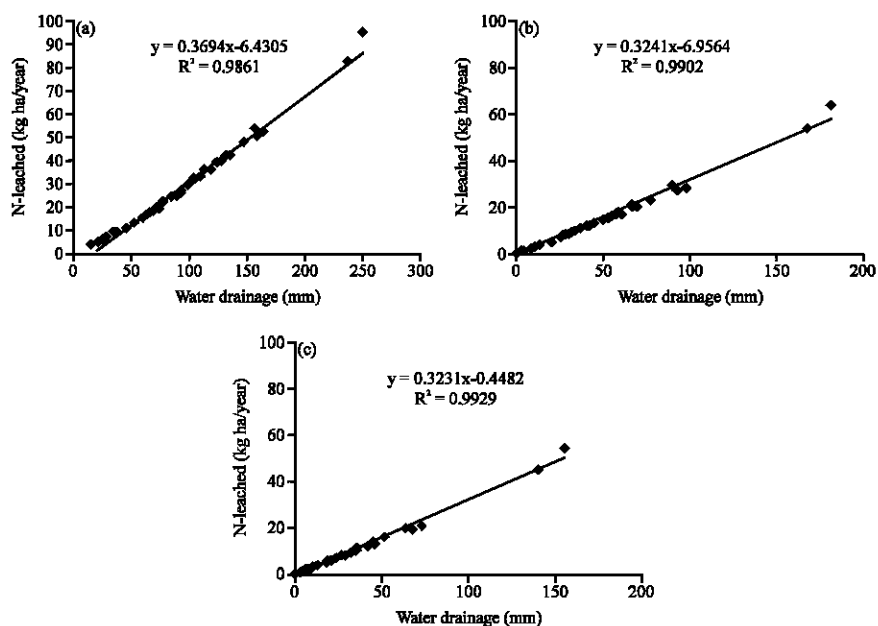 (a)
y = 0.3694x-6.4305
R² = 0.9861
N-leached (kg ha/year)
100
90
80
70
60
50
40
30
20
10
0
0 50 100 150 200 250 300
Water drainage (mm)
(b)
y = 0.3241x-6.9564
R² = 0.9902
N-leached (kg ha/year)
100
80
60
40
20
0
0 50 100 150 200
Water drainage (mm)
(c)
y = 0.3231x-0.4482
R² = 0.9929
N-leached (kg ha/year)
100
80
60
40
20
0
0 50 100 150 200
Water drainage (mm)